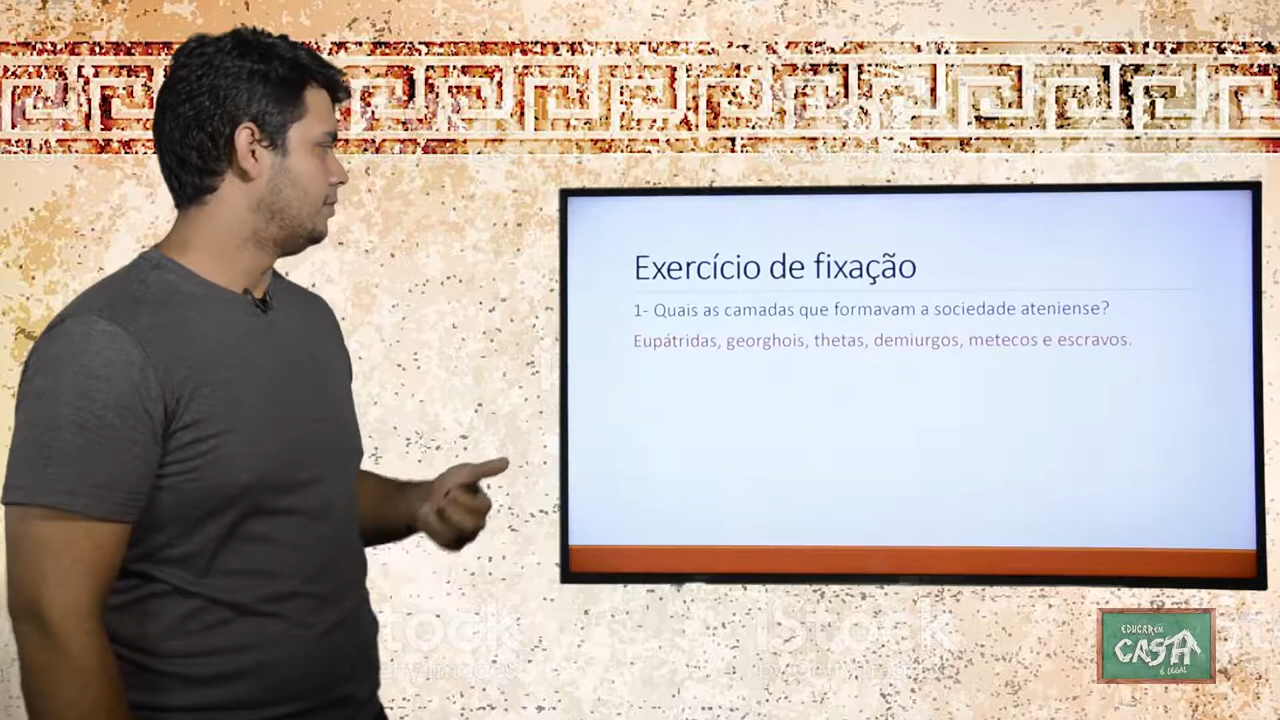 Exercício de fixação
1- Quais as camadas que formavam a sociedade ateniense?
Eupátridas, georghois, thetas, demiurgos, metecos e escravos.
iStock
EDUCAR EM
CASA
É LEGAL